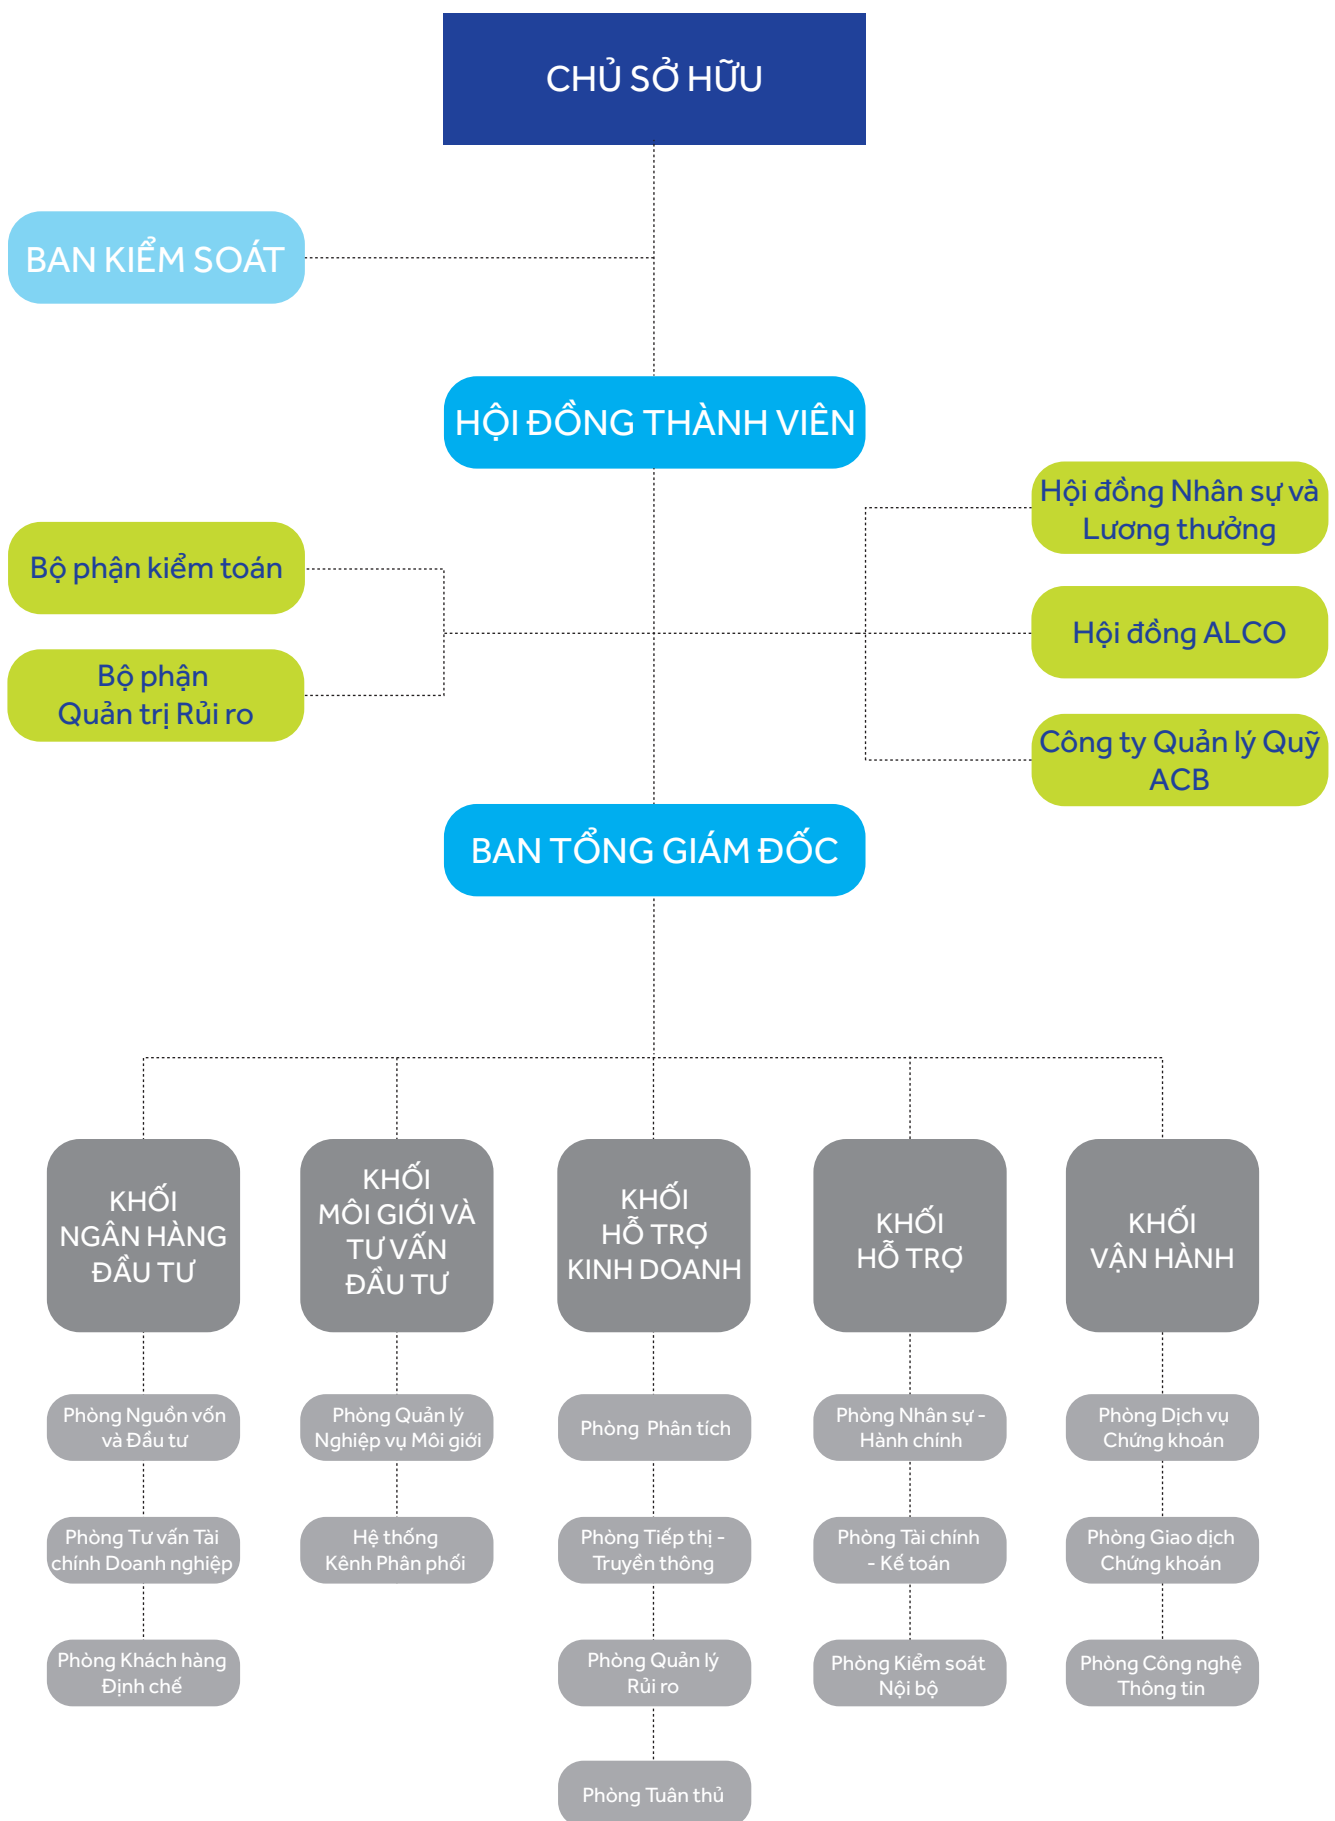 CHỦ SỞ HỮU
BAN KIỂM SOÁT
HỘI ĐỒNG THÀNH VIÊN
Bộ phận kiểm toán
Bộ phận
Quản trị Rủi ro
Hội đồng Nhân sự và
Lương thưởng
Hội đồng ALCO
Công ty Quản lý Quỹ
ACB
BAN TỔNG GIÁM ĐỐC
KHỐI
NGÂN HÀNG
ĐẦU TƯ
Phòng Nguồn vốn
và Đầu tư
Phòng Tư vấn Tài
chính Doanh nghiệp
Phòng Khách hàng
Định chế
KHỐI
MÔI GIỚI VÀ
TƯ VẤN
ĐẦU TƯ
Phòng Quản lý
Nghiệp vụ Môi giới
Hệ thống
Kênh Phân phối
KHỐI
HỖ TRỢ
KINH DOANH
Phòng Phân tích
Phòng Tiếp thị -
Truyền thông
Phòng Quản lý
Rủi ro
Phòng Tuân thủ
KHỐI
HỖ TRỢ
Phòng Nhân sự -
Hành chính
Phòng Tài chính
- Kế toán
Phòng Kiểm soát
Nội bộ
KHỐI
VẬN HÀNH
Phòng Dịch vụ
Chứng khoán
Phòng Giao dịch
Chứng khoán
Phòng Công nghệ
Thông tin